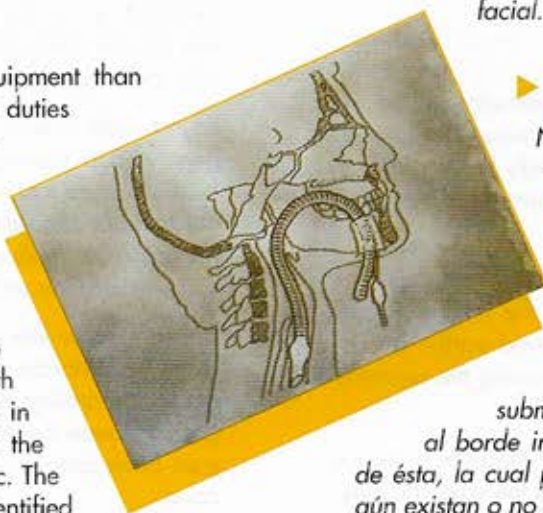 uipment than
duties
in
the
c. The
entified
facial.
subm
al borde in
de ésta, la cual p
aún existan o no